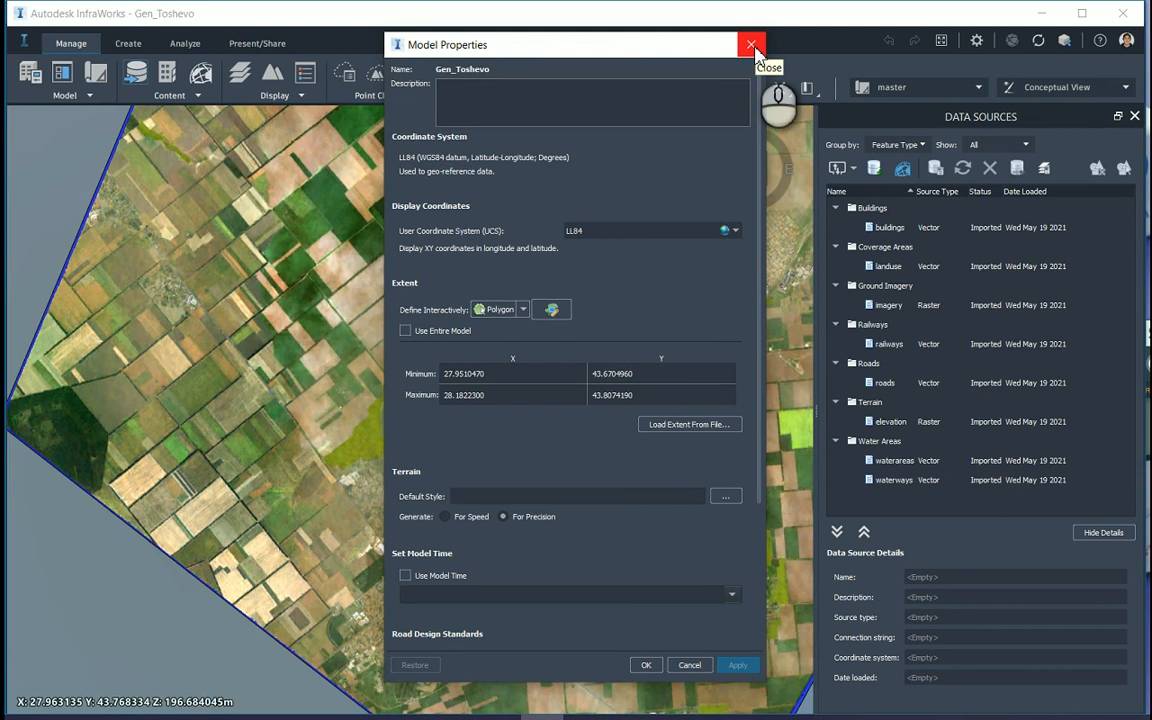 Autodesk InfraWorks - Gen_Toshevo
Manage Create Analyze Present/Share
Model Content Display Point Cl
master Conceptual View
Model Properties
Close
Name: Gen_Toshevo
Description:
Coordinate System
LL84 (WGS84 datum, Latitude-Longitude; Degrees)
Used to geo-reference data.
Display Coordinates
User Coordinate System (UCS): LL84
Display XY coordinates in longitude and latitude.
Extent
Define Interactively: Polygon
Use Entire Model
X Y
Minimum: 27.9510470 43.6704960
Maximum: 28.1822300 43.8074190
Load Extent From File...
Terrain
Default Style: ...
Generate: For Speed For Precision
Set Model Time
Use Model Time
Road Design Standards
Restore OK Cancel Apply
DATA SOURCES
Group by: Feature Type Show: All
Name Source Type Status Date Loaded
Buildings
buildings Vector Imported Wed May 19 2021
Coverage Areas
landuse Vector Imported Wed May 19 2021
Ground Imagery
imagery Raster Imported Wed May 19 2021
Railways
railways Vector Imported Wed May 19 2021
Roads
roads Vector Imported Wed May 19 2021
Terrain
elevation Raster Imported Wed May 19 2021
Water Areas
waterareas Vector Imported Wed May 19 2021
waterways Vector Imported Wed May 19 2021
Hide Details
Data Source Details
Name: <Empty>
Description: <Empty>
Source type: <Empty>
Connection string: <Empty>
Coordinate system: <Empty>
Date loaded: <Empty>
X: 27.963135 Y: 43.768334 Z: 196.684045m